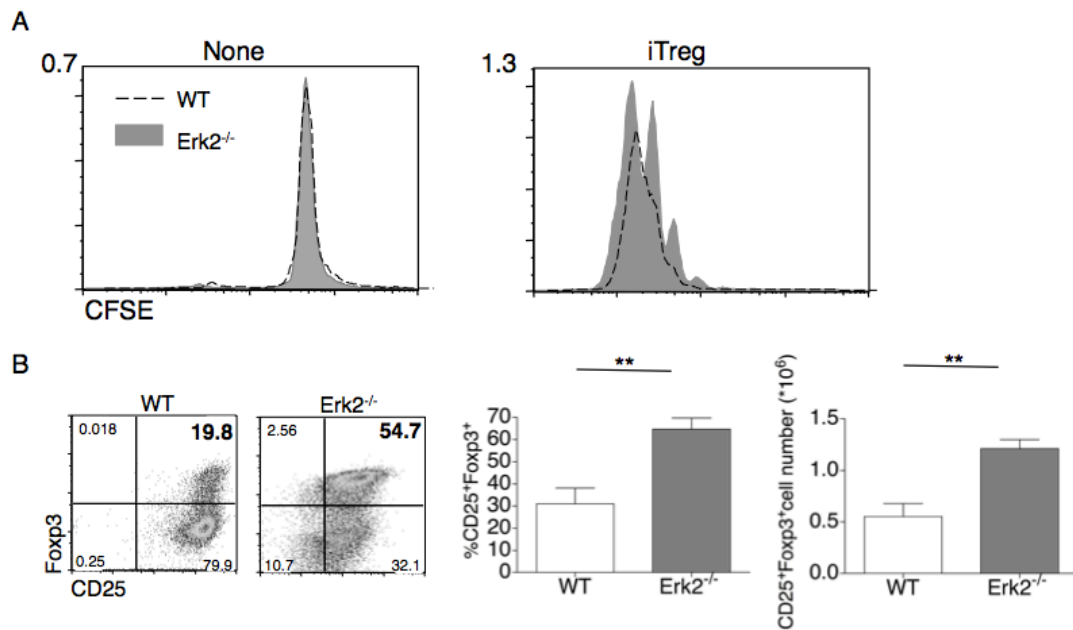 A
None
0.7
WT
Erk2-/-
CFSE
iTreg
1.3
B
WT
0.018
19.8
0.25
79.9
Foxp3
CD25
Erk2-/-
2.56
54.7
10.7
32.1
**
%CD25+Foxp3+
70
60
50
40
30
20
10
0
WT
Erk2-/-
**
CD25+Foxp3+cell number (*10^6)
1.5
1.0
0.5
0.0
WT
Erk2-/-